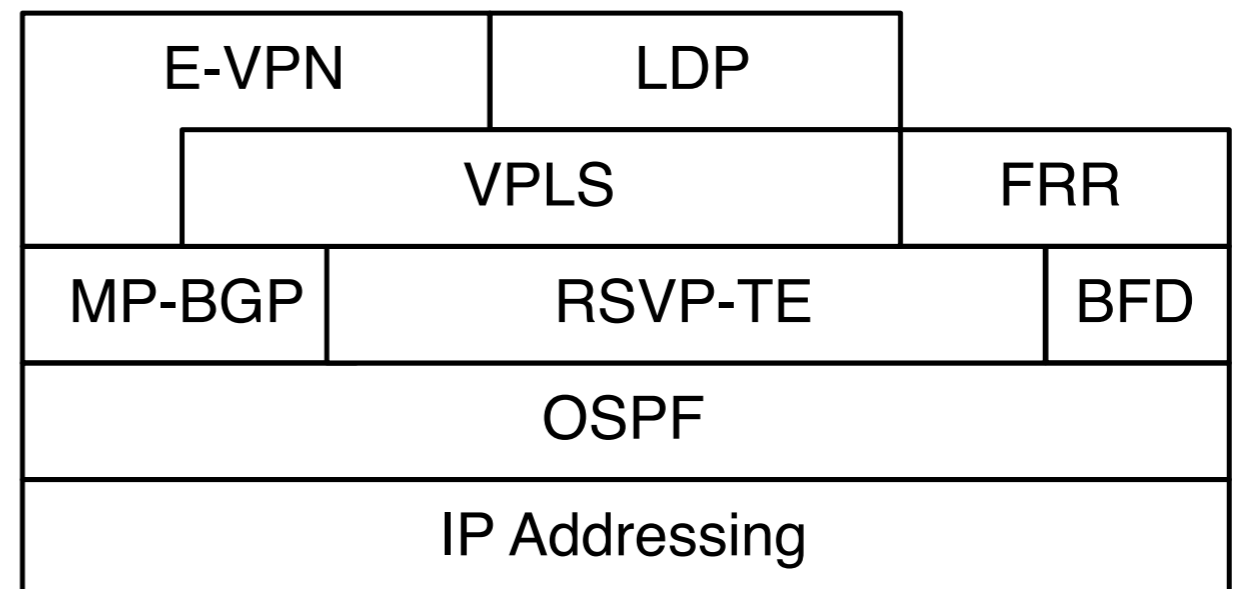 E-VPN
LDP
VPLS
FRR
MP-BGP
RSVP-TE
BFD
OSPF
IP Addressing